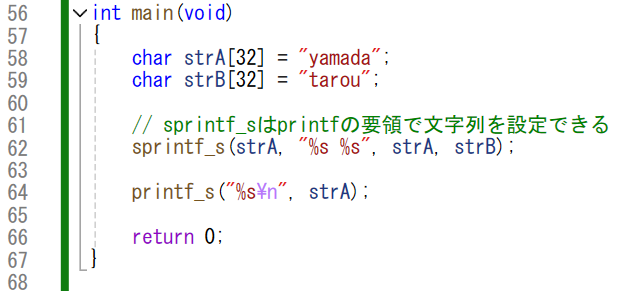 56 int main(void)
57 {
58 char strA[32] = "yamada";
59 char strB[32] = "tarou";
60
61 // sprintf_sはprintfの要領で文字列を設定できる
62 sprintf_s(strA, "%s %s", strA, strB);
63
64 printf_s("%s¥n", strA);
65
66 return 0;
67 }
68